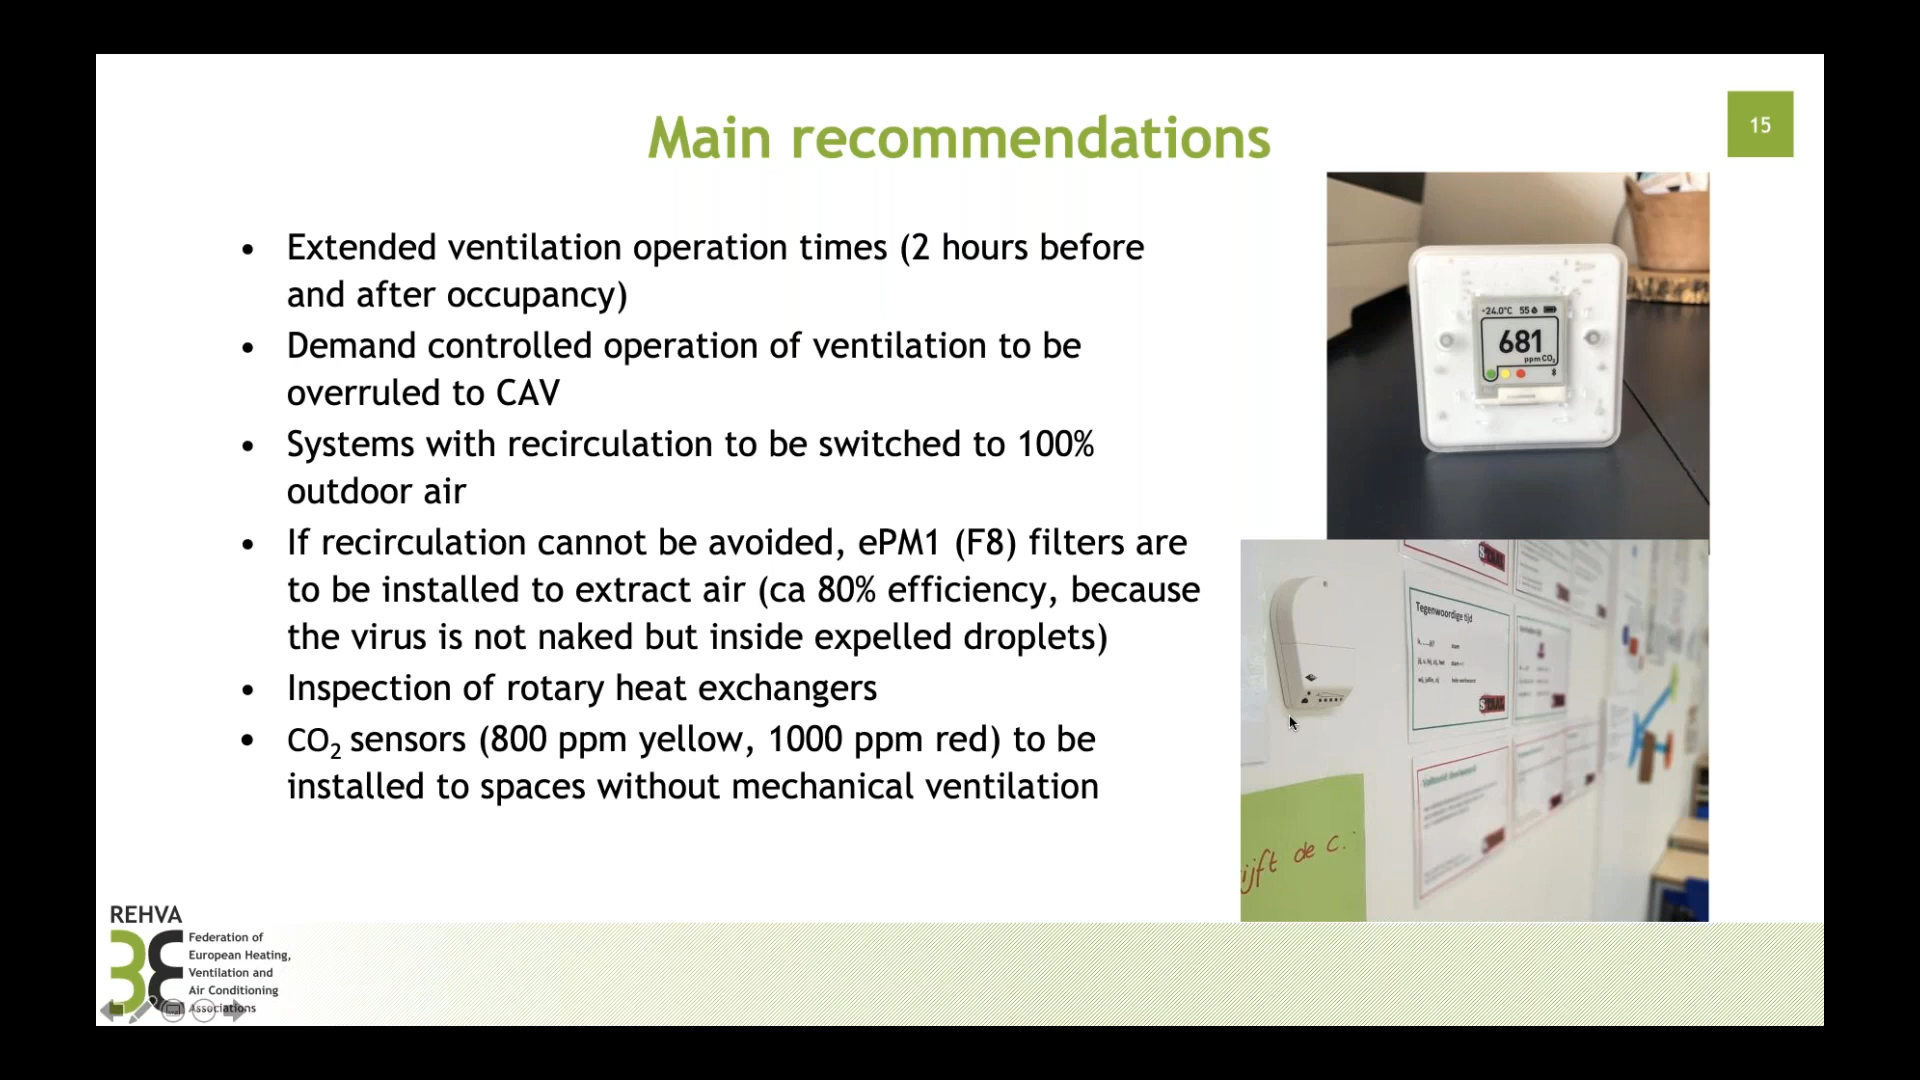 Main recommendations
15
• Extended ventilation operation times (2 hours before
and after occupancy)
• Demand controlled operation of ventilation to be
overruled to CAV
• Systems with recirculation to be switched to 100%
outdoor air
• If recirculation cannot be avoided, ePM1 (F8) filters are
to be installed to extract air (ca 80% efficiency, because
the virus is not naked but inside expelled droplets)
• Inspection of rotary heat exchangers
• CO₂ sensors (800 ppm yellow, 1000 ppm red) to be
installed to spaces without mechanical ventilation
24.0°C 55
681
ppm CO₂
Tegenwoordige tijd
ijft de c.
REHVA
Federation of
European Heating,
Ventilation and
Air Conditioning
Associations